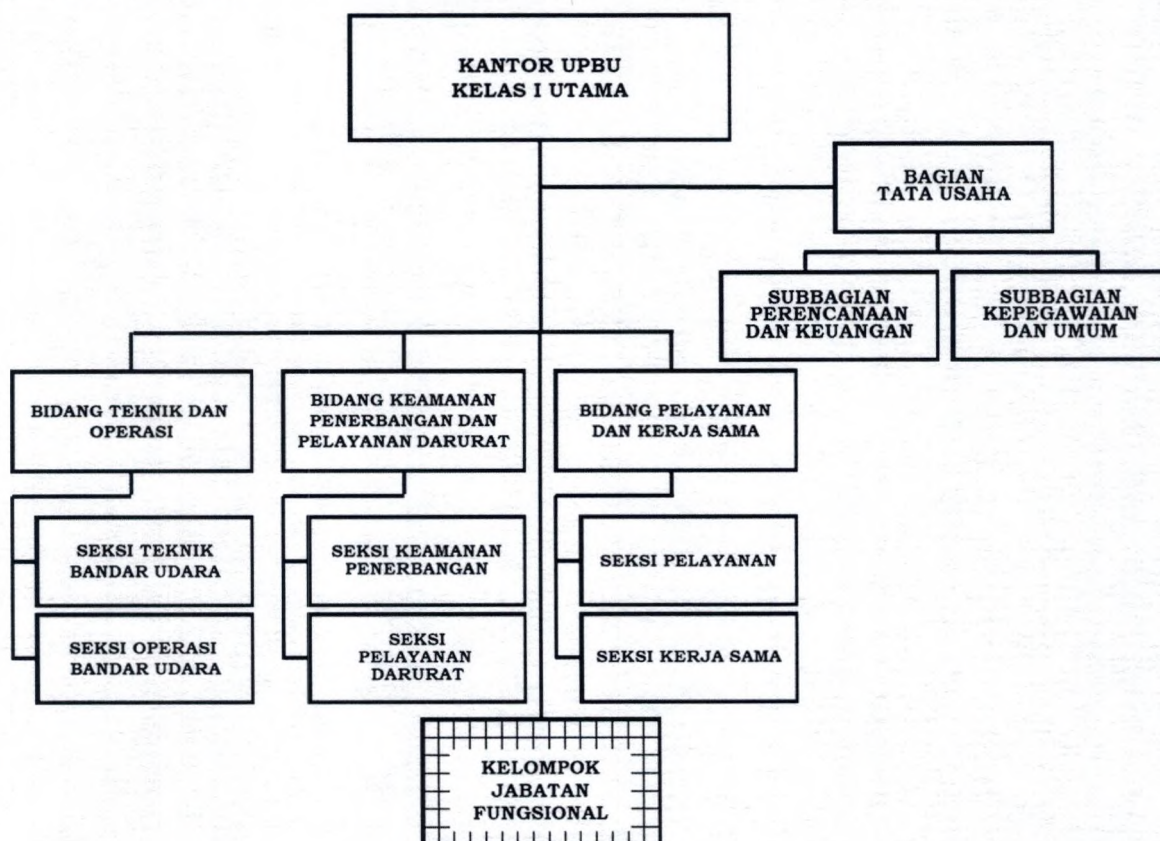 KANTOR UPBU
KELAS I UTAMA
BAGIAN
TATA USAHA
SUBBAGIAN
PERENCANAAN
DAN KEUANGAN
SUBBAGIAN
KEPEGAWAIAN
DAN UMUM
BIDANG TEKNIK DAN
OPERASI
BIDANG KEAMANAN
PENERBANGAN DAN
PELAYANAN DARURAT
BIDANG PELAYANAN
DAN KERJA SAMA
SEKSI TEKNIK
BANDAR UDARA
SEKSI KEAMANAN
PENERBANGAN
SEKSI PELAYANAN
SEKSI OPERASI
BANDAR UDARA
SEKSI
PELAYANAN
DARURAT
SEKSI KERJA SAMA
KELOMPOK
JABATAN
FUNGSIONAL